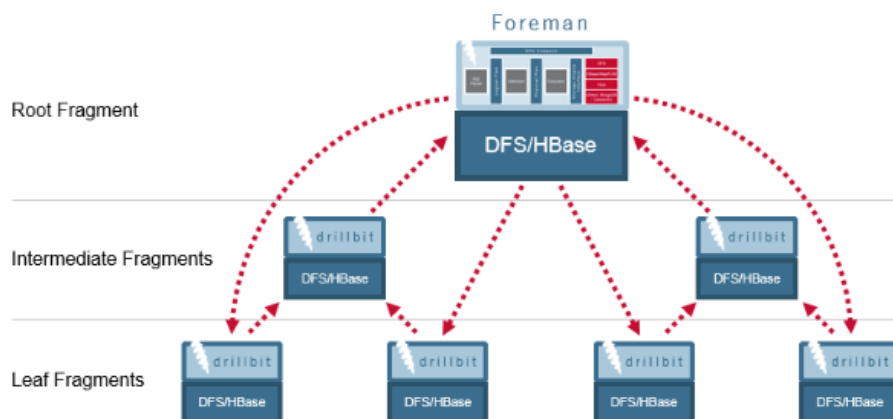 Foreman
Root Fragment
DFS/HBase
drillbit
drillbit
Intermediate Fragments
DFS/HBase
DFS/HBase
drillbit
drillbit
drillbit
drillbit
Leaf Fragments
DFS/HBase
DFS/HBase
DFS/HBase
DFS/HBase